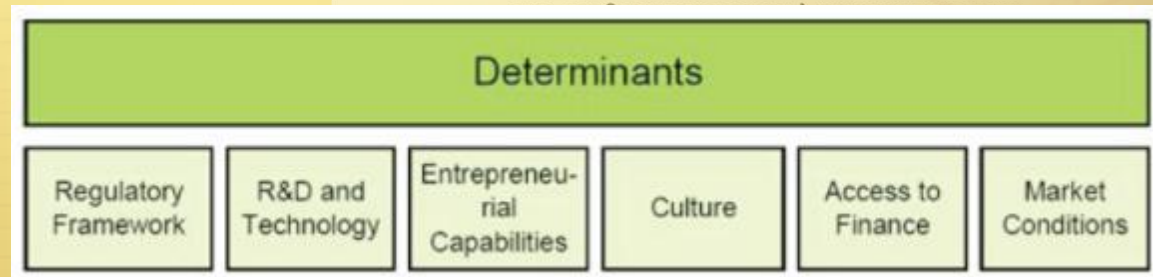 Determinants
Regulatory
Framework
R&D and
Technology
Entrepreneu-
rial
Capabilities
Culture
Access to
Finance
Market
Conditions